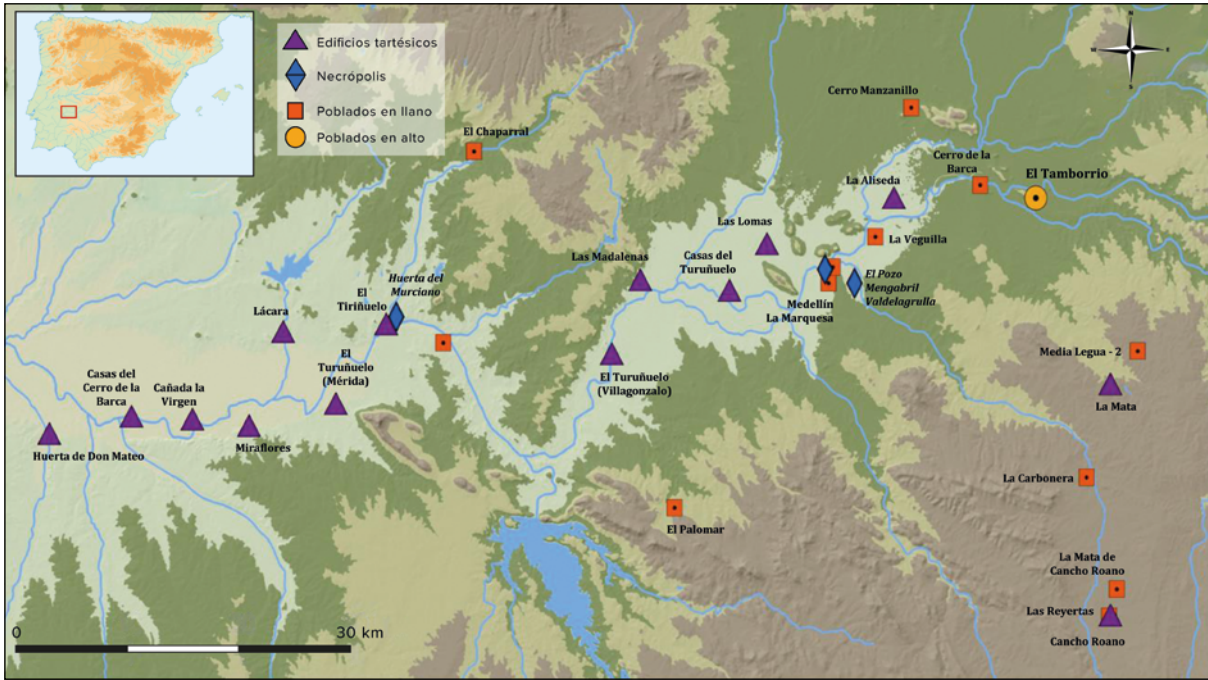 Edificios tartésicos
Necrópolis
Poblados en llano
Poblados en alto
N
W
E
S
Cerro Manzanillo
El Chaparral
Cerro de la
Barca
El Tamborrio
La Aliseda
Las Lomas
La Veguilla
Las Madalenas
Casas del
Turuñuelo
Huerta del
Murciano
El
Tiriñuelo
El Pozo
Mengabril
Valdelagrulla
Medellín
La Marquesa
Lácara
Media Legua - 2
El
Turuñuelo
(Mérida)
El Turuñuelo
(Villagonzalo)
Casas del
Cerro de la
Barca
Cañada la
Virgen
La Mata
Miraflores
Huerta de Don Mateo
La Carbonera
El Palomar
La Mata de
Cancho Roano
Las Reyertas
Cancho Roano
0
30 km